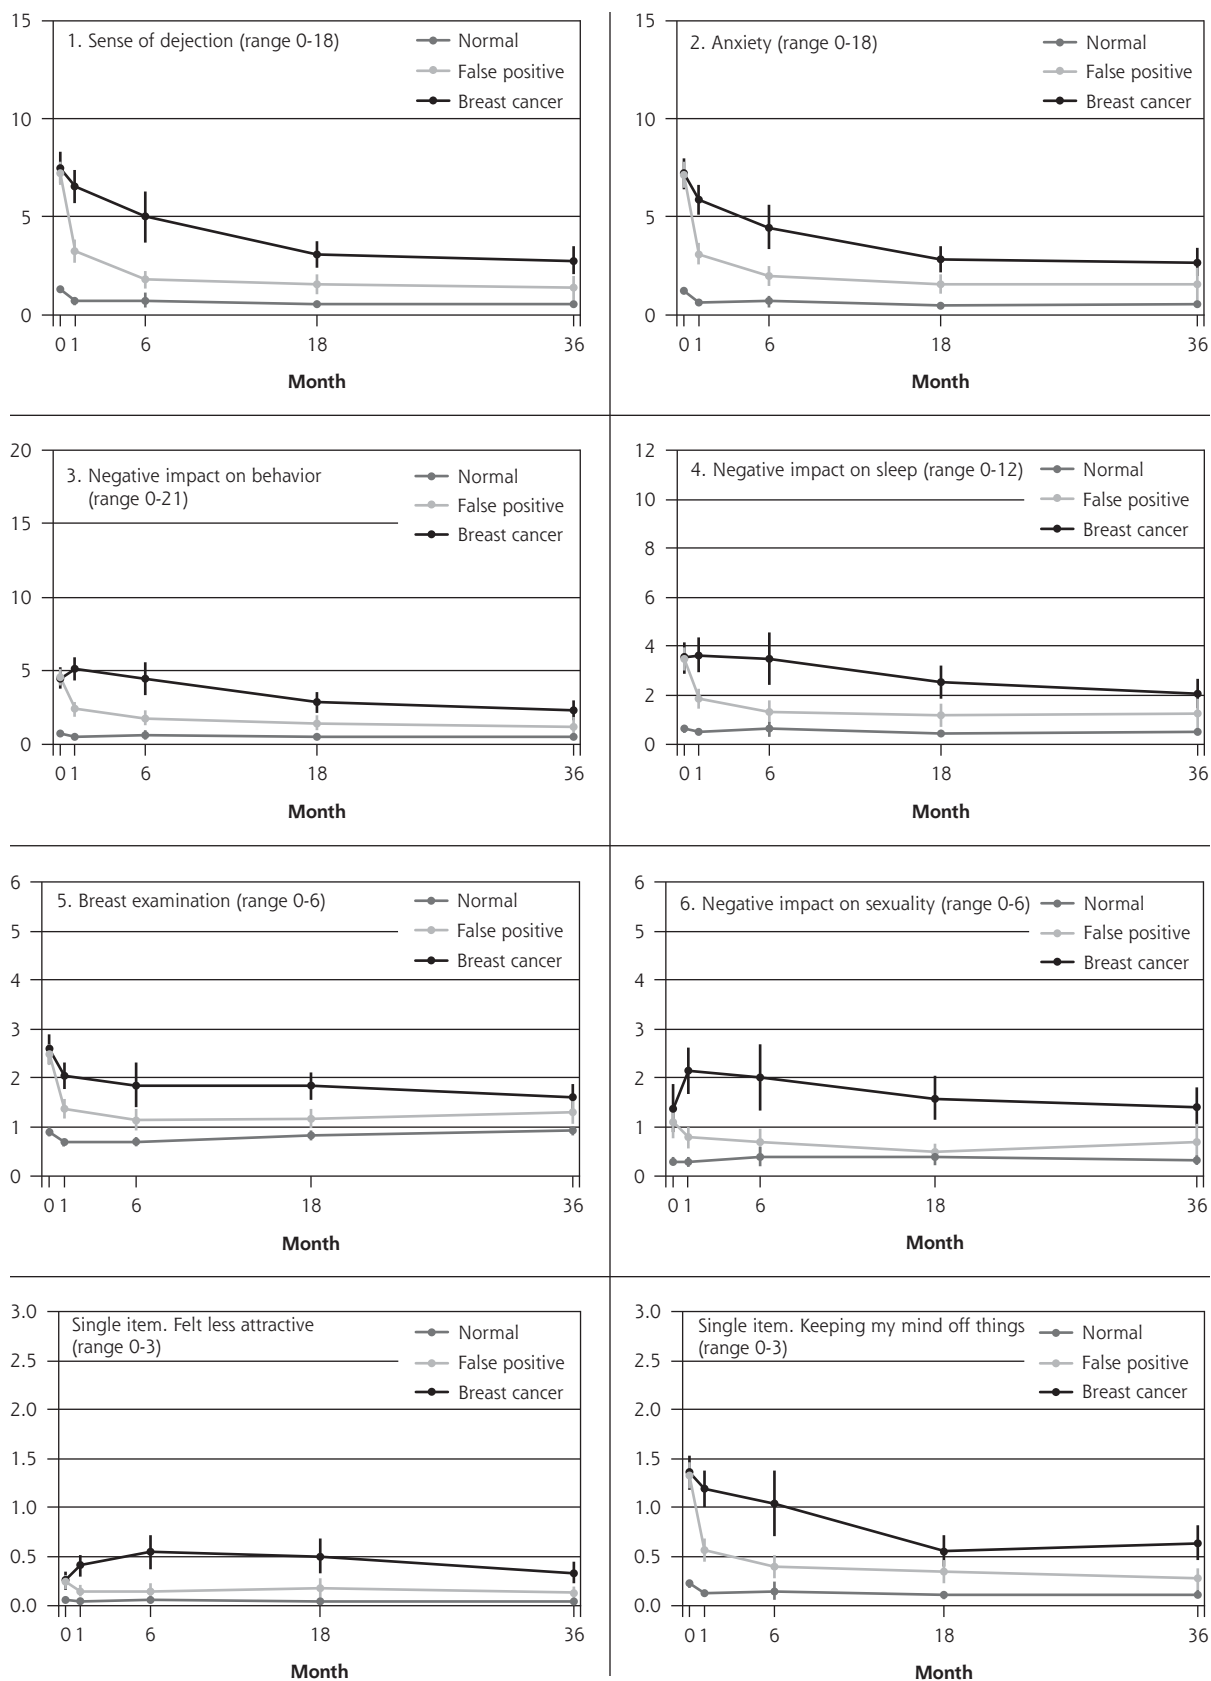 15
1. Sense of dejection (range 0-18)
Normal
False positive
Breast cancer
10
5
0
0 1 6 18 36
Month
15
2. Anxiety (range 0-18)
Normal
False positive
Breast cancer
10
5
0
0 1 6 18 36
Month
20
3. Negative impact on behavior
(range 0-21)
Normal
False positive
Breast cancer
15
10
5
0
0 1 6 18 36
Month
12
4. Negative impact on sleep (range 0-12)
Normal
False positive
Breast cancer
10
8
6
4
2
0
0 1 6 18 36
Month
6
5. Breast examination (range 0-6)
Normal
False positive
Breast cancer
5
4
3
2
1
0
0 1 6 18 36
Month
6
6. Negative impact on sexuality (range 0-6)
Normal
False positive
Breast cancer
5
4
3
2
1
0
0 1 6 18 36
Month
3.0
Single item. Felt less attractive
(range 0-3)
Normal
False positive
Breast cancer
2.5
2.0
1.5
1.0
0.5
0.0
0 1 6 18 36
Month
3.0
Single item. Keeping my mind off things
(range 0-3)
Normal
False positive
Breast cancer
2.5
2.0
1.5
1.0
0.5
0.0
0 1 6 18 36
Month